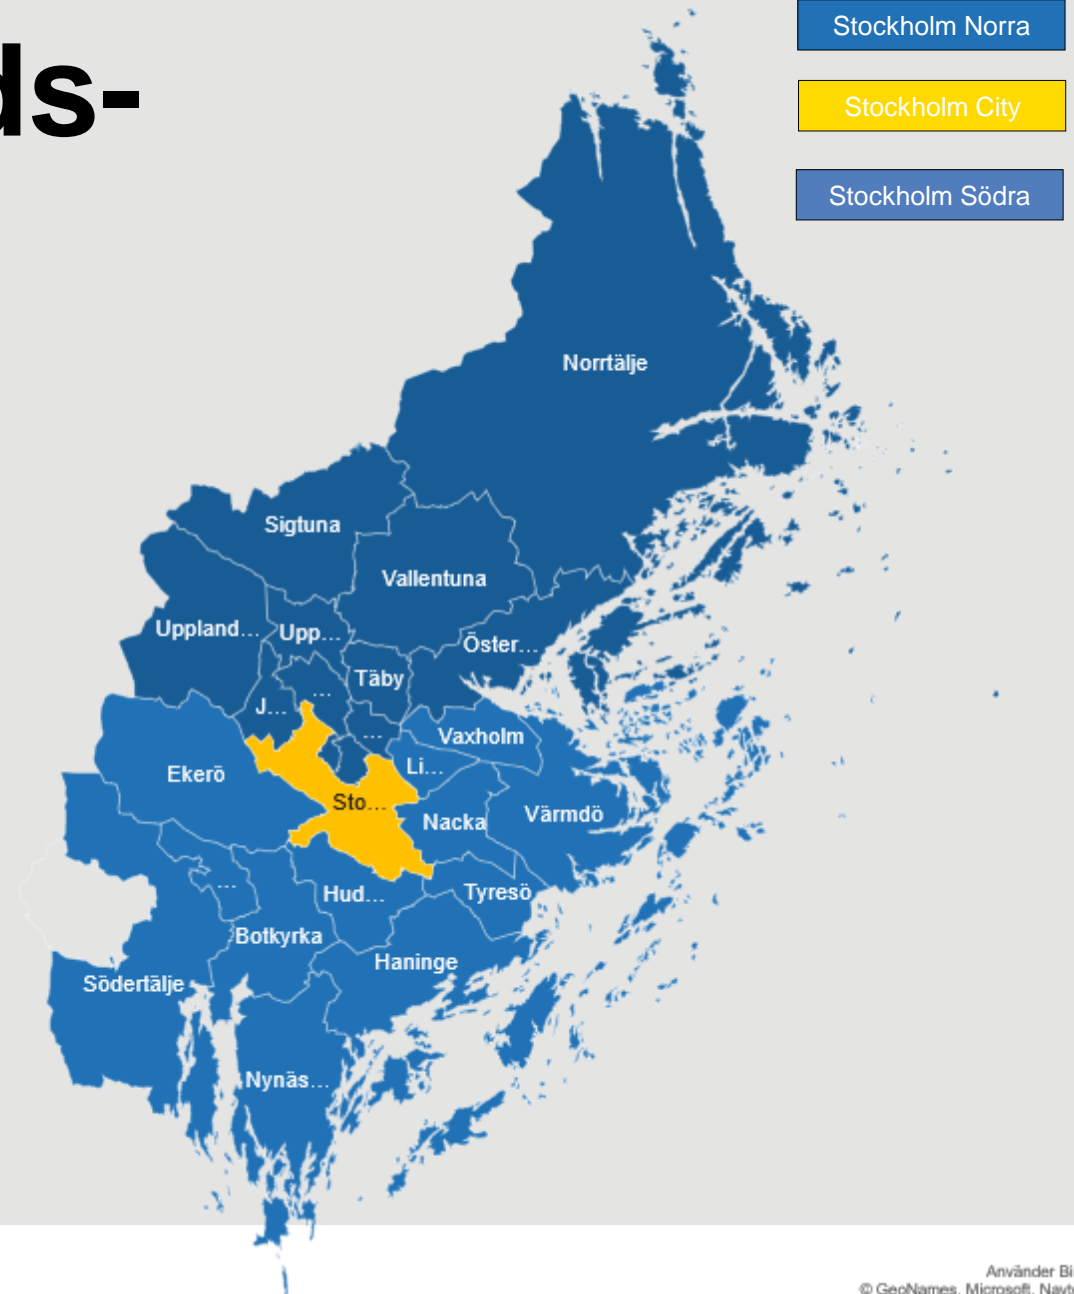 ds-
Stockholm Norra
Stockholm City
Stockholm Södra
Norrtälje
Sigtuna
Vallentuna
Uppland...
Upp...
Öster...
Täby
...
J...
...
Vaxholm
Ekerö
Li...
Sto...
Nacka
Värmdö
...
Hud...
Tyresö
Botkyrka
Haninge
Södertälje
Nynäs...
Använder Bi
© GeoNames, Microsoft, Navt